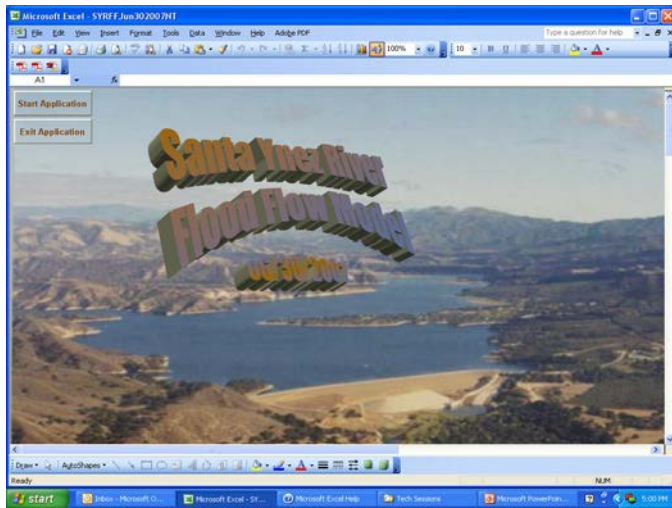 Microsoft Excel - SYRFFJun302007NT
File Edit View Insert Format Tools Data Window Help Adobe PDF
Type a question for help
100% 10 B U A
A1 fx
Start Application
Exit Application
Santa Ynez River
Flood Flow Model
Draw AutoShapes
Ready NUM
start Inbox - Microsoft O... Microsoft Excel - SY... Microsoft Excel Help Tech Sessions Microsoft PowerPoin... 5:00 PM